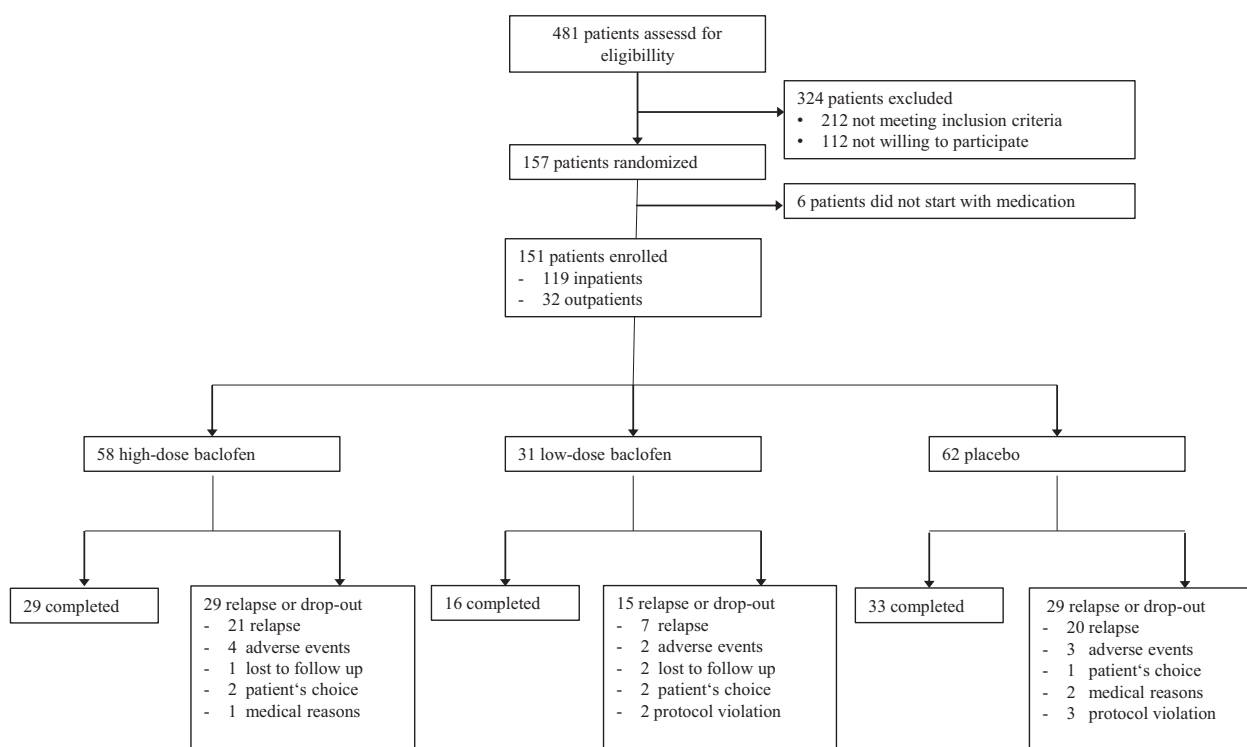 481 patients assessd for
eligibillity
324 patients excluded
• 212 not meeting inclusion criteria
• 112 not willing to participate
157 patients randomized
6 patients did not start with medication
151 patients enrolled
- 119 inpatients
- 32 outpatients
58 high-dose baclofen
31 low-dose baclofen
62 placebo
29 completed
29 relapse or drop-out
- 21 relapse
- 4 adverse events
- 1 lost to follow up
- 2 patient‘s choice
- 1 medical reasons
16 completed
15 relapse or drop-out
- 7 relapse
- 2 adverse events
- 2 lost to follow up
- 2 patient‘s choice
- 2 protocol violation
33 completed
29 relapse or drop-out
- 20 relapse
- 3 adverse events
- 1 patient‘s choice
- 2 medical reasons
- 3 protocol violation